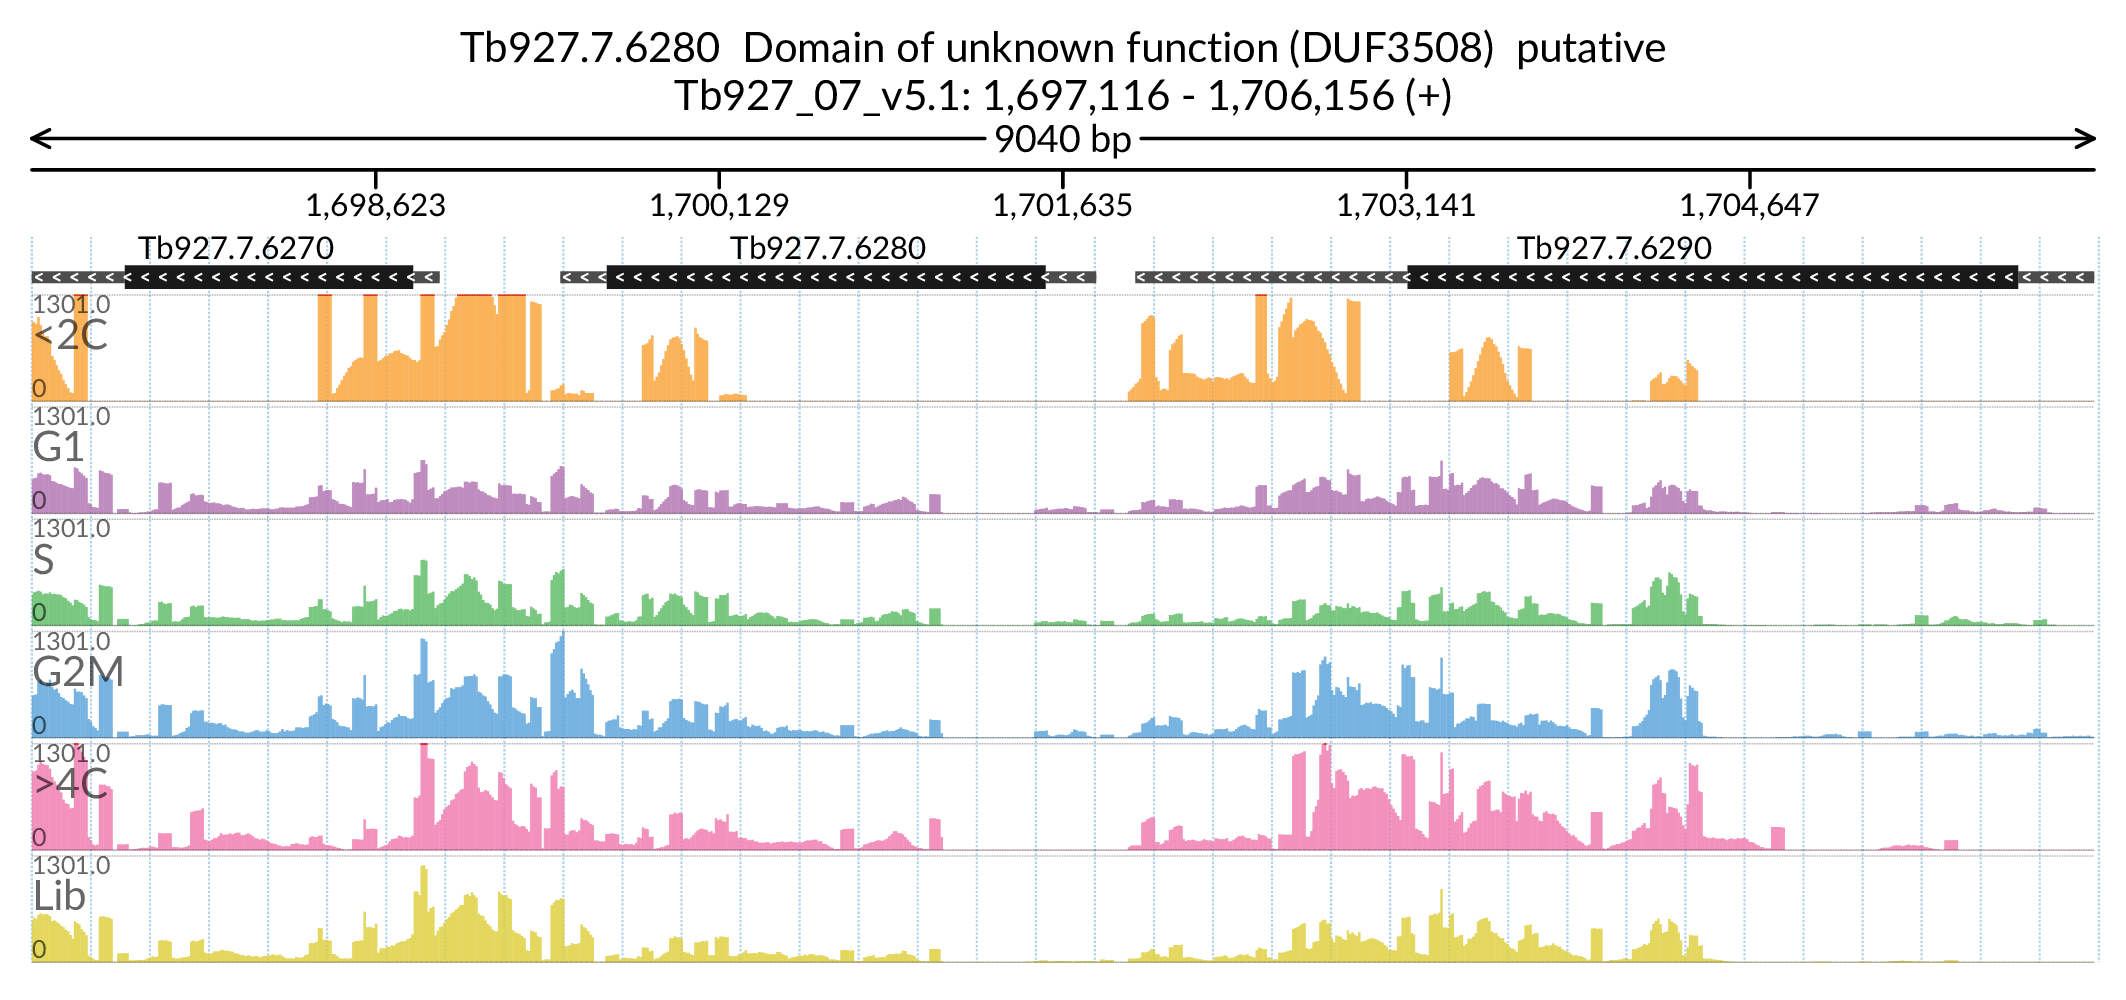 Tb927.7.6280  Domain of unknown function (DUF3508)  putative
Tb927_07_v5.1: 1,697,116 - 1,706,156 (+)
9040 bp
1,698,623 1,700,129 1,701,635 1,703,141 1,704,647
Tb927.7.6270 Tb927.7.6280 Tb927.7.6290
1301.0
<2C
0
1301.0
G1
0
1301.0
S
0
1301.0
G2M
0
1301.0
>4C
0
1301.0
Lib
0